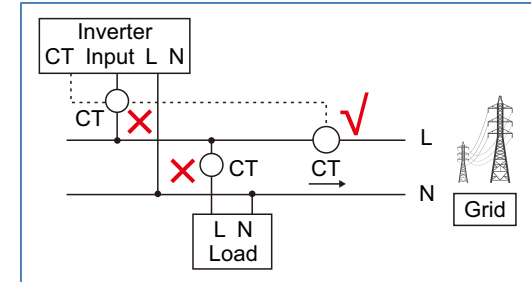 Inverter
CT Input L N
CT
CT
CT
L
N
L N
Load
Grid